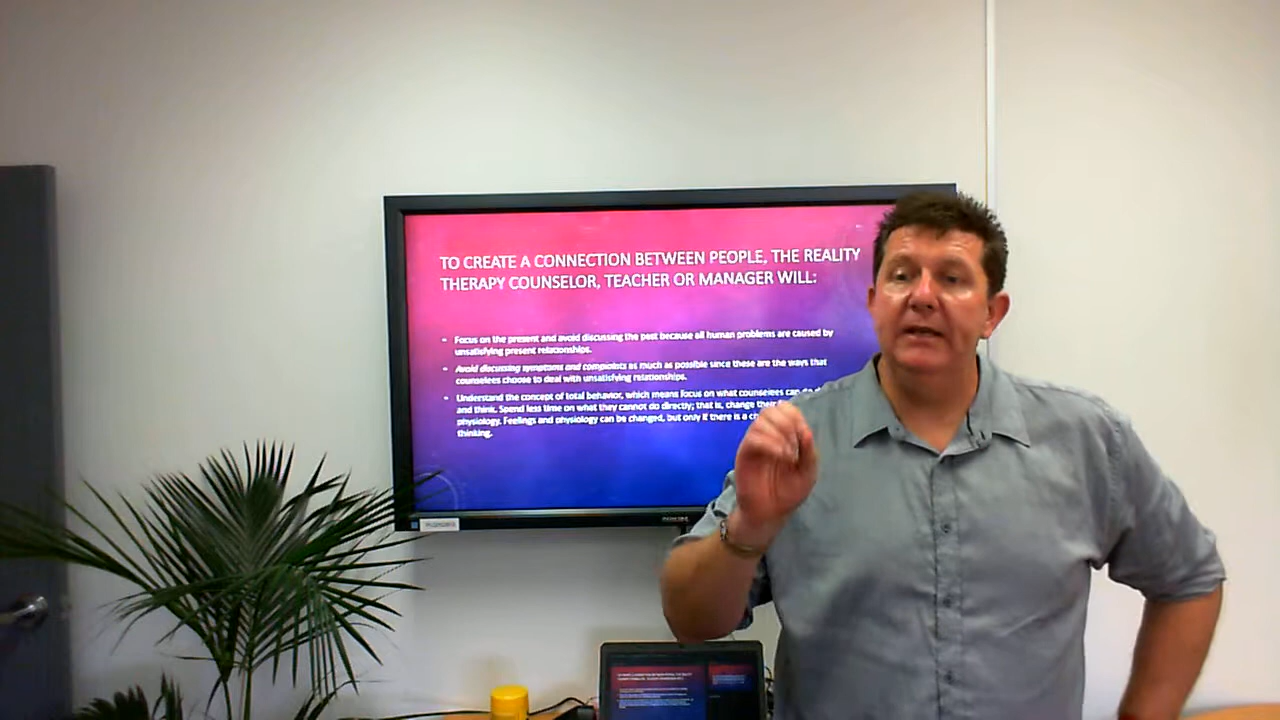 TO CREATE A CONNECTION BETWEEN PEOPLE, THE REALITY
THERAPY COUNSELOR, TEACHER OR MANAGER WILL:
• Focus on the present and avoid discussing the past because all human problems are caused by
unsatisfying present relationships.
• Avoid discussing symptoms and complaints as much as possible since these are the ways that
counselees choose to deal with unsatisfying relationships.
• Understand the concept of total behavior, which means focus on what counselees can do
and think. Spend less time on what they cannot do directly; that is, change their
physiology. Feelings and physiology can be changed, but only if there is a
thinking.